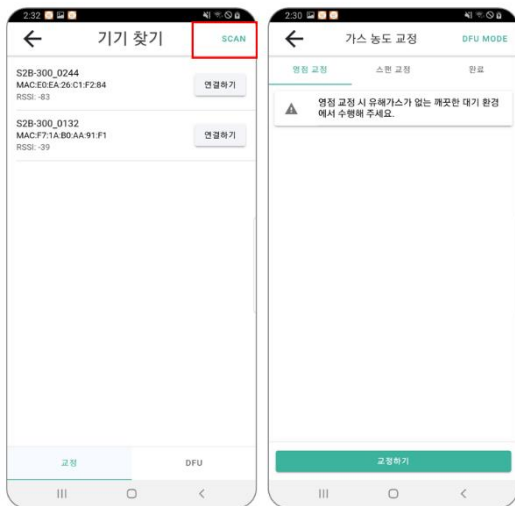 2:32
기기 찾기
SCAN
S2B-300_0244
MAC:E0:EA:26:C1:F2:84
RSSI: -83
연결하기
S2B-300_0132
MAC:F7:1A:B0:AA:91:F1
RSSI: -39
연결하기
교정
DFU
2:30
가스 농도 교정
DFU MODE
영점 교정
스팬 교정
완료
영점 교정 시 유해가스가 없는 깨끗한 대기 환경
에서 수행해 주세요.
교정하기